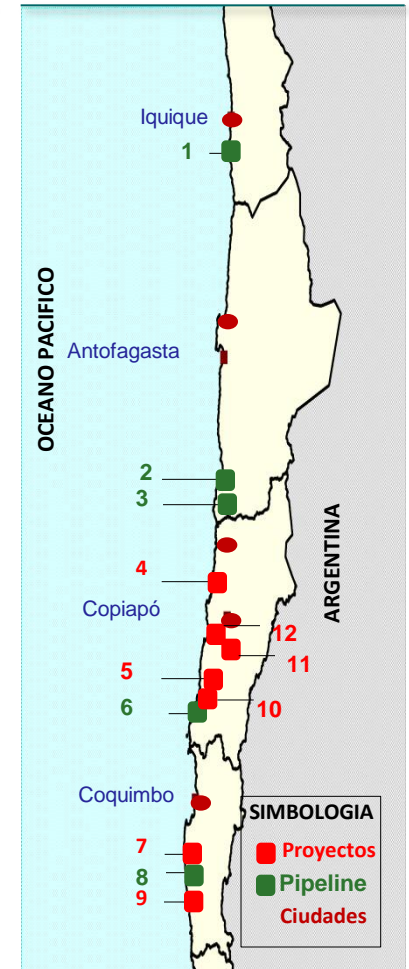 Iquique
1
OCEANO PACIFICO
Antofagasta
2
3
ARGENTINA
4
Copiapó
12
11
5
6
10
Coquimbo
SIMBOLOGIA
7
Proyectos
8
Pipeline
9
Ciudades